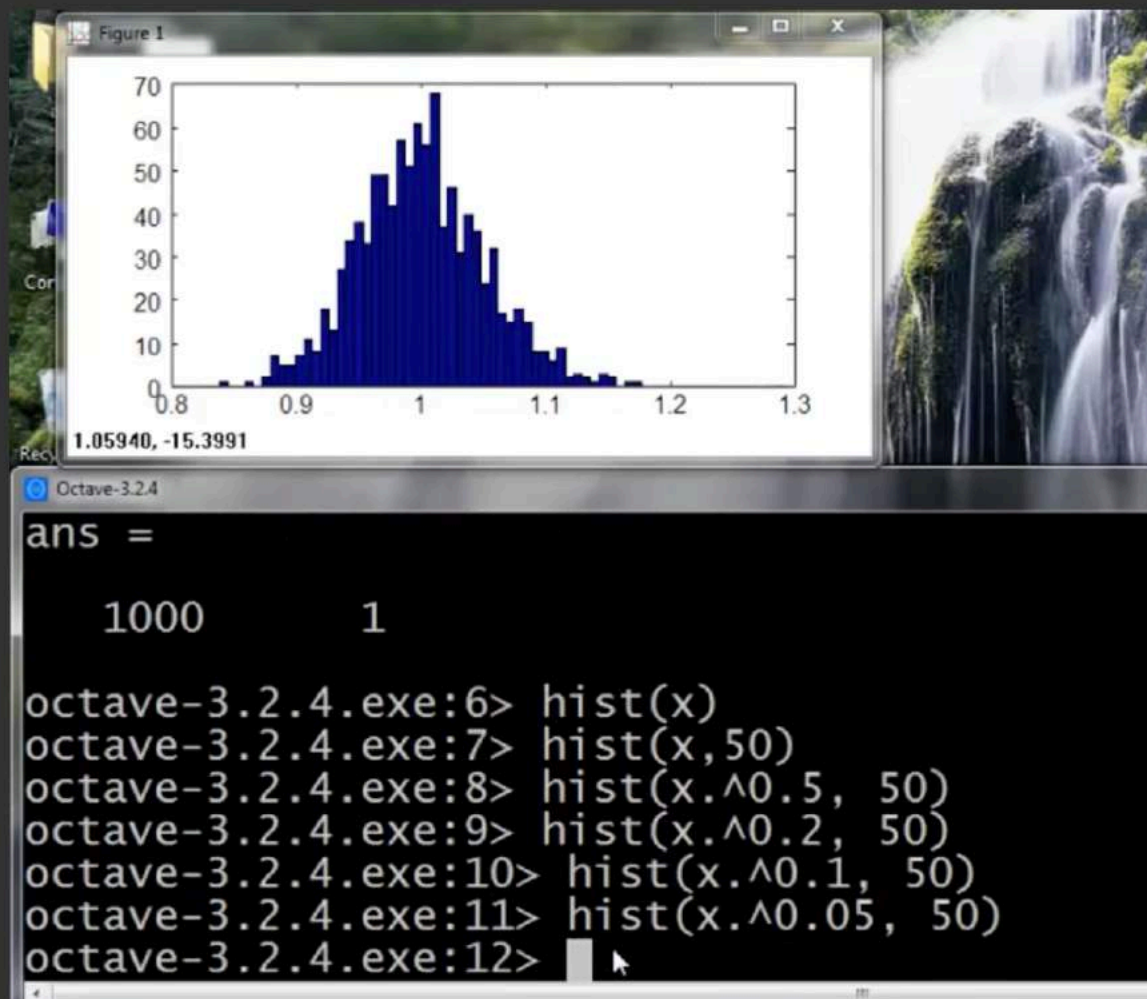 Figure 1
70
60
50
40
30
20
10
0
0.8 0.9 1 1.1 1.2 1.3
1.05940, -15.3991
Octave-3.2.4
ans =
1000 1
octave-3.2.4.exe:6> hist(x)
octave-3.2.4.exe:7> hist(x,50)
octave-3.2.4.exe:8> hist(x.^0.5, 50)
octave-3.2.4.exe:9> hist(x.^0.2, 50)
octave-3.2.4.exe:10> hist(x.^0.1, 50)
octave-3.2.4.exe:11> hist(x.^0.05, 50)
octave-3.2.4.exe:12>